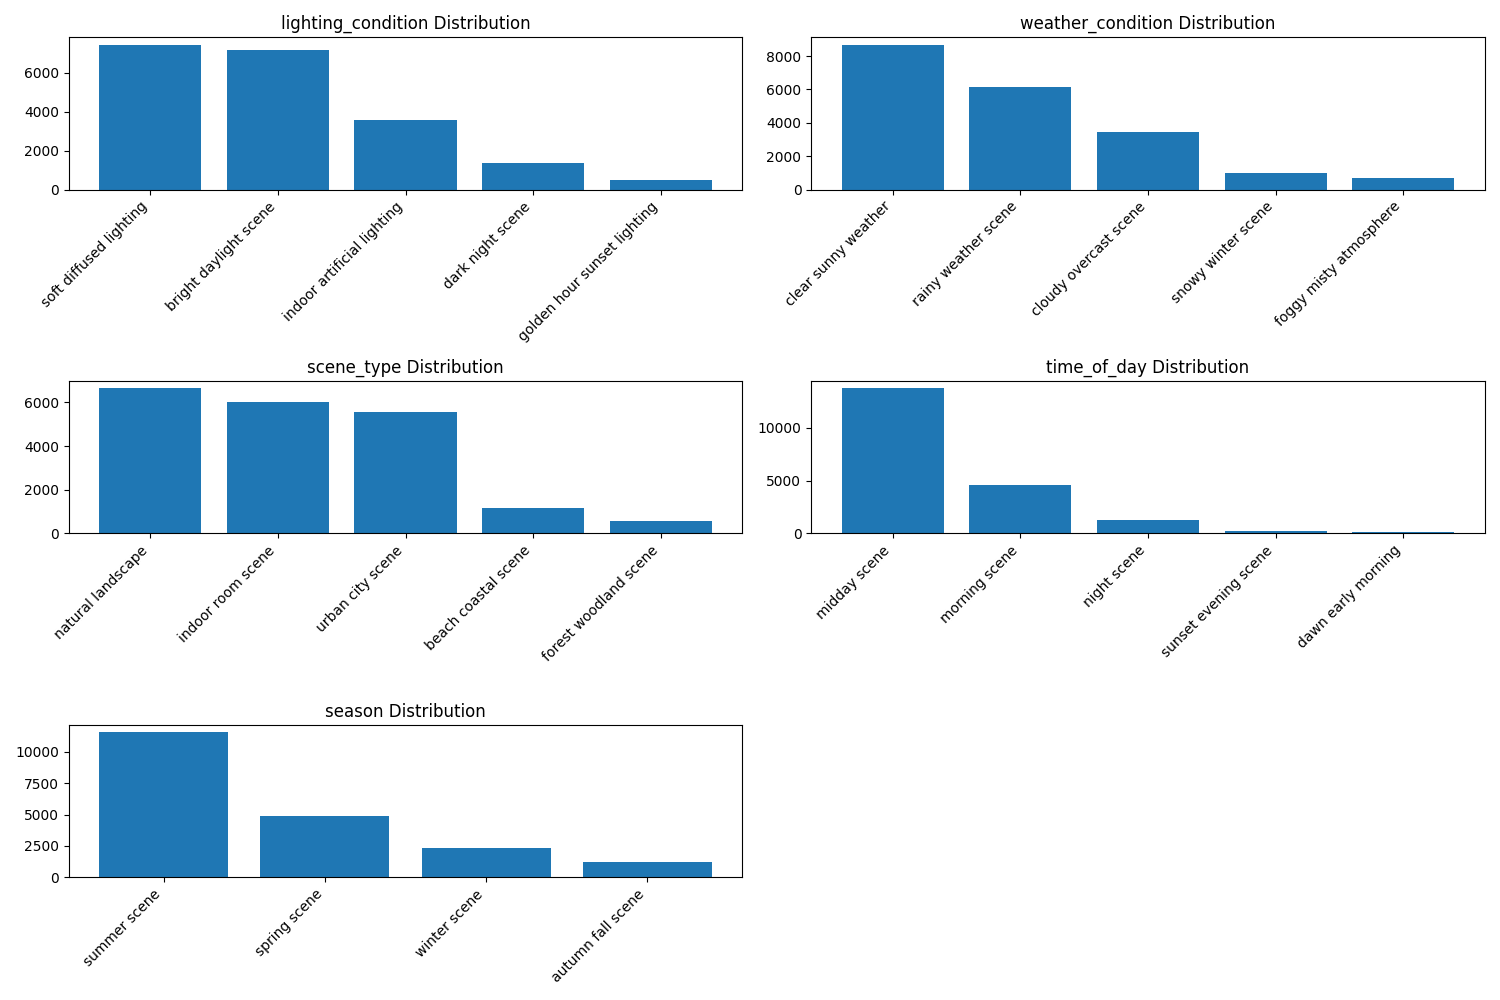 lighting_condition Distribution
6000
4000
2000
0
soft diffused lighting
bright daylight scene
indoor artificial lighting
dark night scene
golden hour sunset lighting
weather_condition Distribution
8000
6000
4000
2000
0
clear sunny weather
rainy weather scene
cloudy overcast scene
snowy winter scene
foggy misty atmosphere
scene_type Distribution
6000
4000
2000
0
natural landscape
indoor room scene
urban city scene
beach coastal scene
forest woodland scene
time_of_day Distribution
10000
5000
0
midday scene
morning scene
night scene
sunset evening scene
dawn early morning
season Distribution
10000
7500
5000
2500
0
summer scene
spring scene
winter scene
autumn fall scene